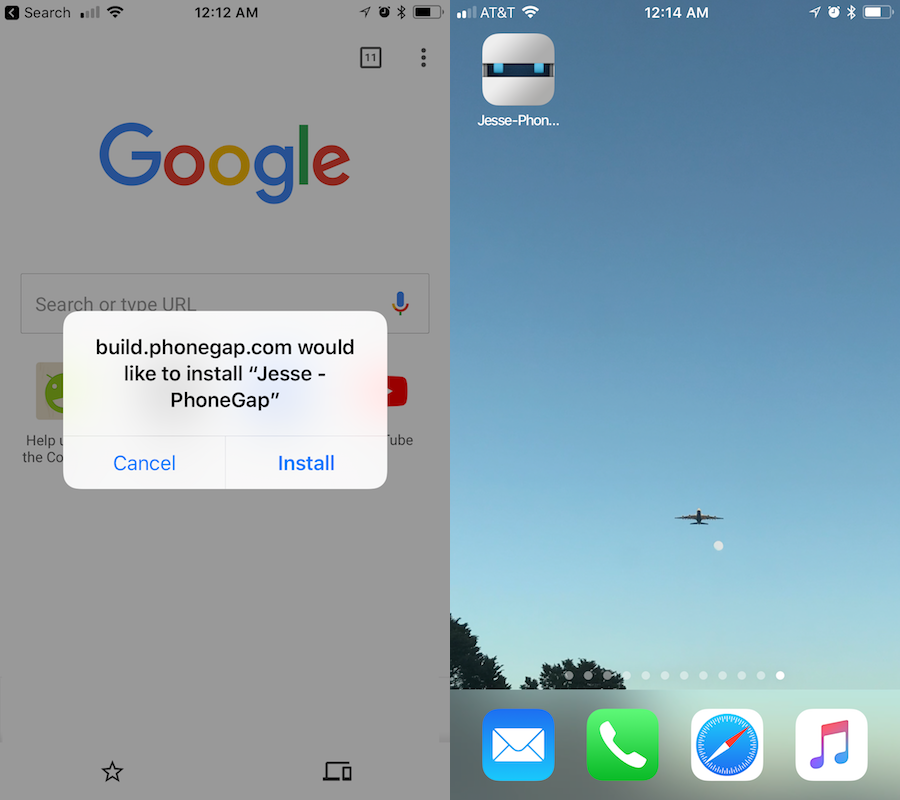 Search
12:12 AM
11
Google
Search or type URL
build.phonegap.com would
like to install “Jesse -
PhoneGap”
Cancel
Install
Help
the Co
Tube
AT&T
12:14 AM
Jesse-Phon...